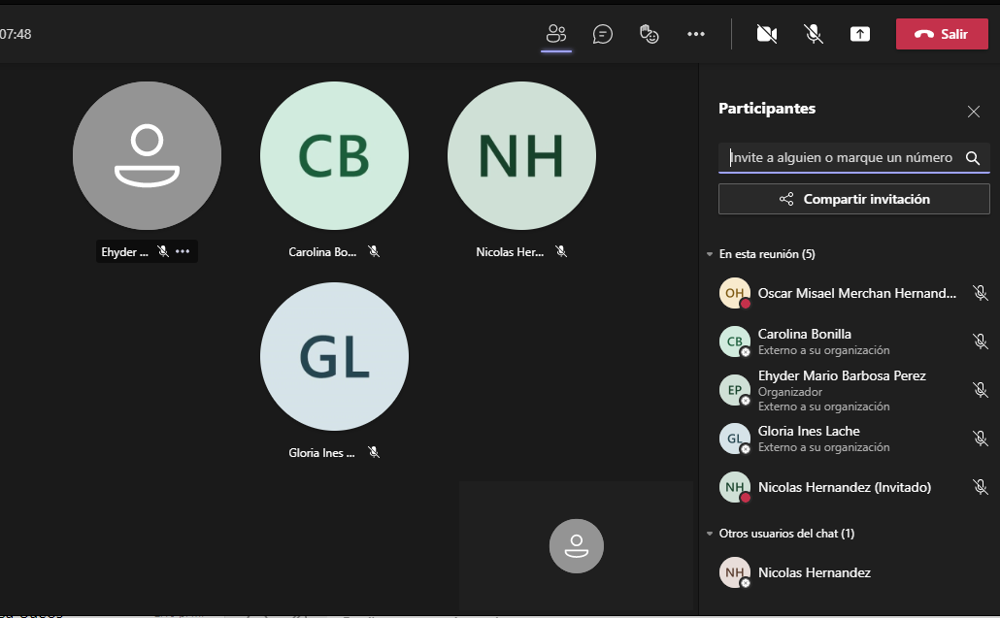 07:48
Salir
CB
NH
Ehyder ...
Carolina Bo...
Nicolas Her...
GL
Gloria Ines ...
Participantes
Invite a alguien o marque un número
Compartir invitación
En esta reunión (5)
OH
Oscar Misael Merchan Hernand...
CB
Carolina Bonilla
Externo a su organización
EP
Ehyder Mario Barbosa Perez
Organizador
Externo a su organización
GL
Gloria Ines Lache
Externo a su organización
NH
Nicolas Hernandez (Invitado)
Otros usuarios del chat (1)
NH
Nicolas Hernandez